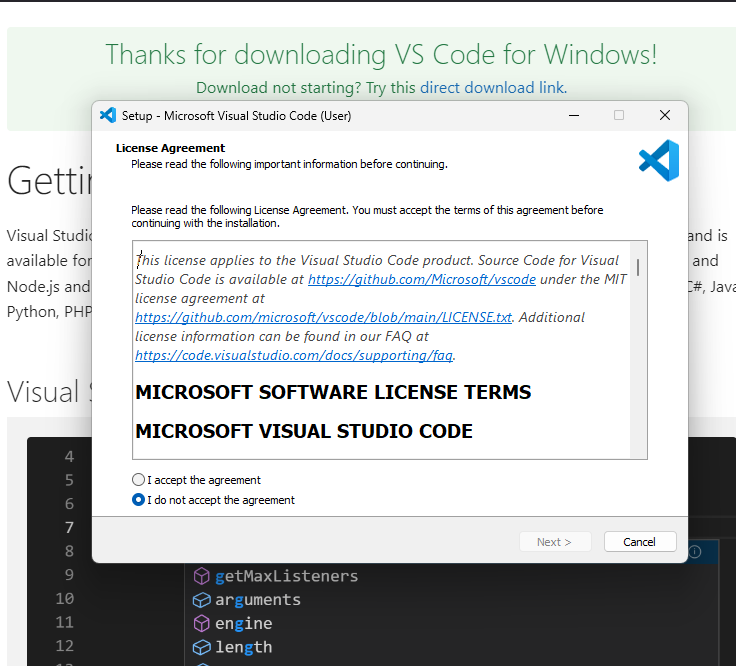 Thanks for downloading VS Code for Windows!
Download not starting? Try this direct download link.
Setup - Microsoft Visual Studio Code (User)
License Agreement
Please read the following important information before continuing.
Please read the following License Agreement. You must accept the terms of this agreement before
continuing with the installation.
This license applies to the Visual Studio Code product. Source Code for Visual
Studio Code is available at https://github.com/Microsoft/vscode under the MIT
license agreement at
https://github.com/microsoft/vscode/blob/main/LICENSE.txt. Additional
license information can be found in our FAQ at
https://code.visualstudio.com/docs/supporting/faq.
MICROSOFT SOFTWARE LICENSE TERMS
MICROSOFT VISUAL STUDIO CODE
I accept the agreement
I do not accept the agreement
Next >
Cancel
Visual and is
available for and
Node.js and C#, Java
Python, PHP
Visual
4
5
6
7
8
9 getMaxListeners
10 arguments
11 engine
12 length